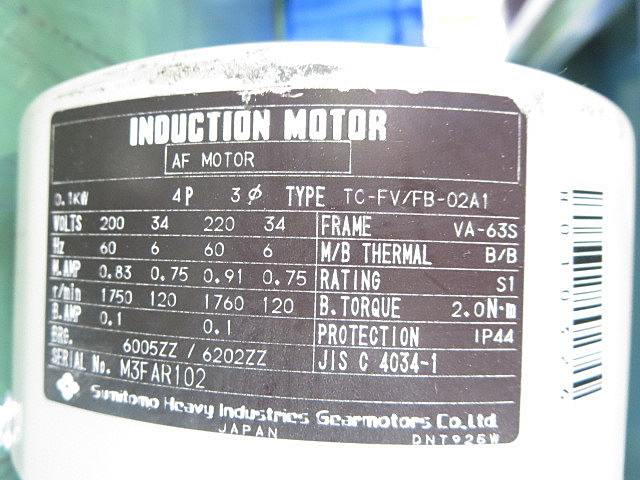 INDUCTION MOTOR
AF MOTOR
0.1KW 4P 3φ TYPE TC-FV/FB-02A1
VOLTS 200 34 220 34
Hz 60 6 60 6
M.AMP 0.83 0.75 0.91 0.75
r/min 1750 120 1760 120
B.AMP 0.1 0.1
BRG. 6005ZZ / 6202ZZ
SERIAL No. M3FAR102
FRAME VA-63S
M/B THERMAL B/B
RATING S1
B.TORQUE 2.0N·m
PROTECTION IP44
JIS C 4034-1
Sumitomo Heavy Industries Gearmotors Co.,Ltd.
JAPAN